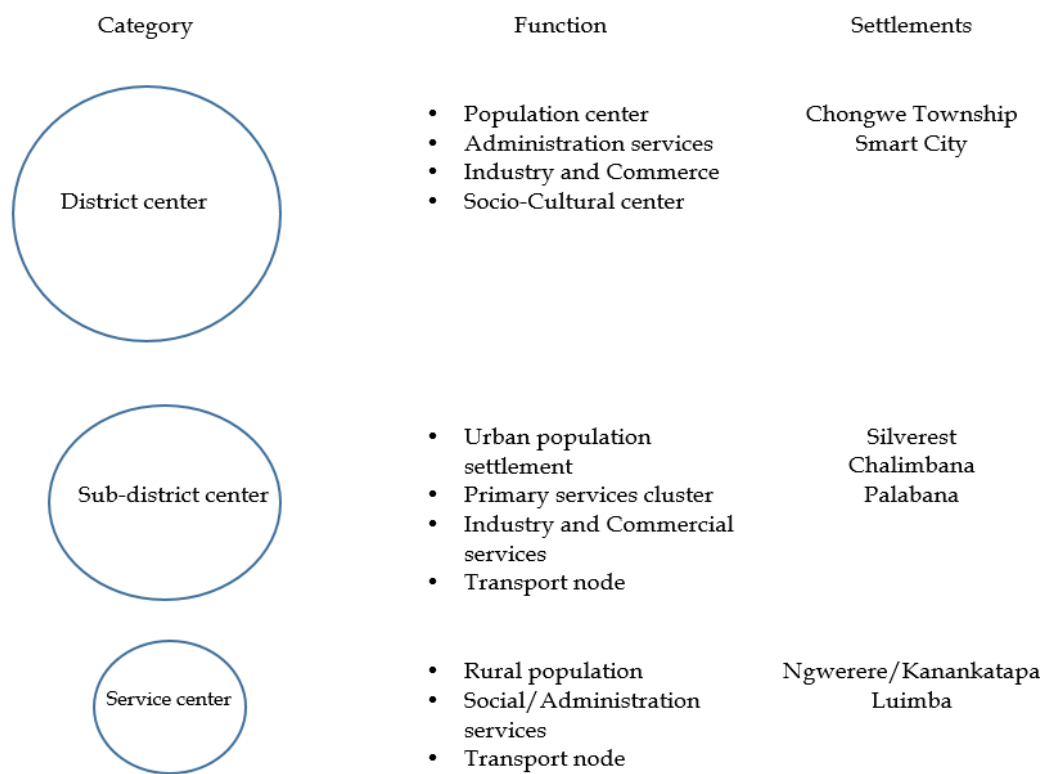 Category Function Settlements
District center
• Population center
• Administration services
• Industry and Commerce
• Socio-Cultural center
Chongwe Township
Smart City
Sub-district center
• Urban population
settlement
• Primary services cluster
• Industry and Commercial
services
• Transport node
Silverest
Chalimbana
Palabana
Service center
• Rural population
• Social/Administration
services
• Transport node
Ngwerere/Kanankatapa
Luimba